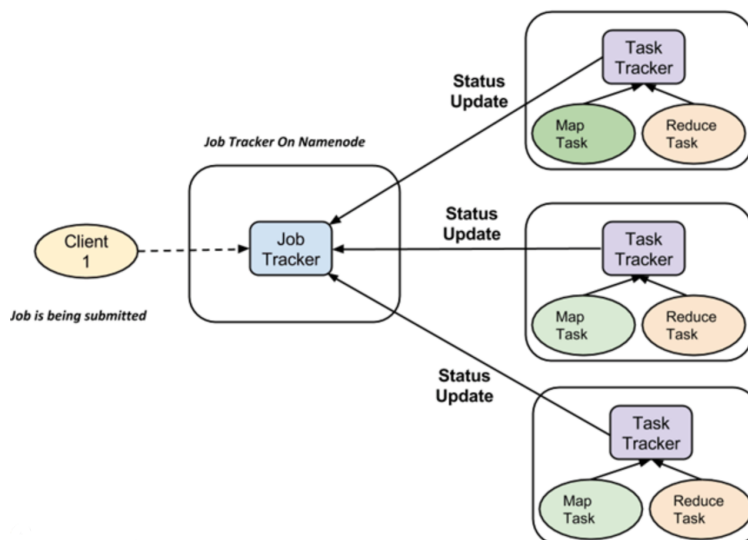 Task
Tracker
Status
Update
Map
Task
Reduce
Task
Job Tracker On Namenode
Client
1
Job
Tracker
Status
Update
Task
Tracker
Job is being submitted
Map
Task
Reduce
Task
Status
Update
Task
Tracker
Map
Task
Reduce
Task